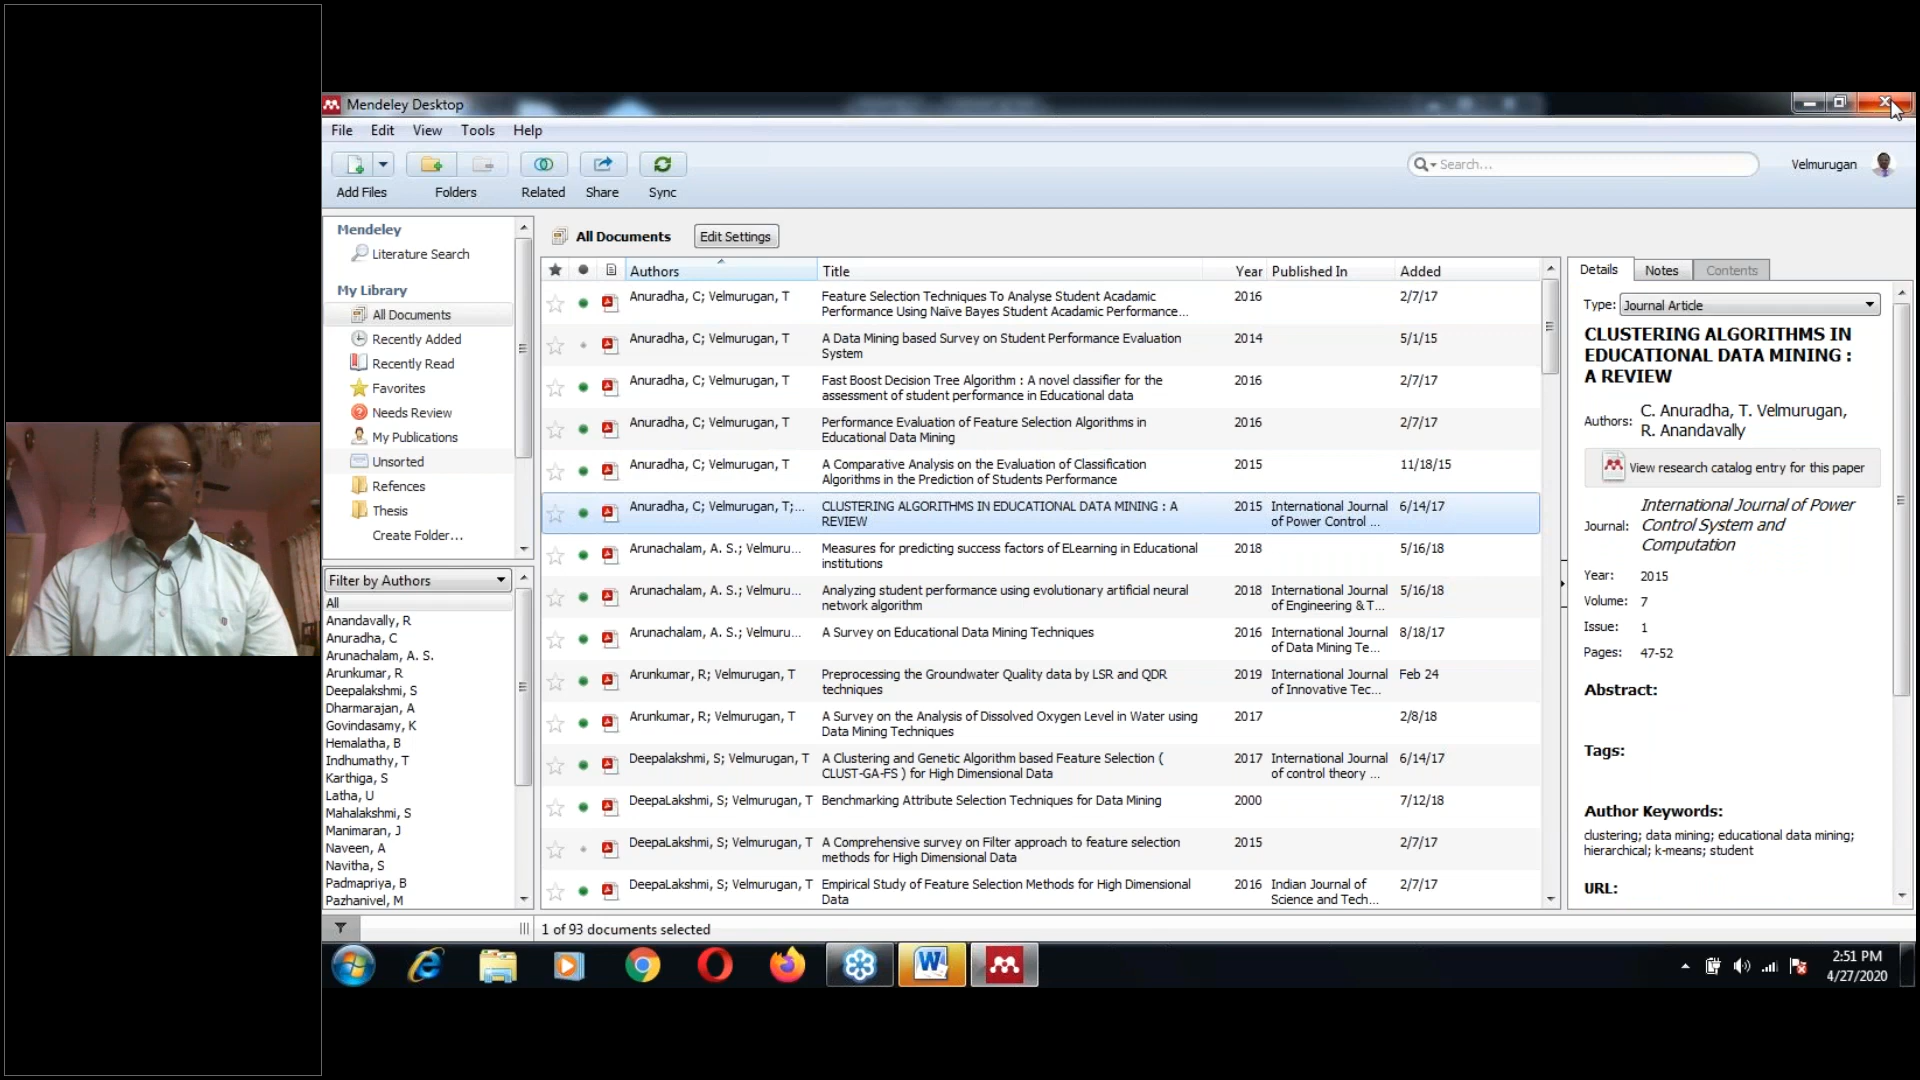 Mendeley Desktop
File Edit View Tools Help
Add Files Folders Related Share Sync
Search...
Velmurugan
Mendeley
Literature Search
My Library
All Documents
Recently Added
Recently Read
Favorites
Needs Review
My Publications
Unsorted
Refences
Thesis
Create Folder...
Filter by Authors
All
Anandavally, R
Anuradha, C
Arunachalam, A. S.
Arunkumar, R
Deepalakshmi, S
Dharmarajan, A
Govindasamy, K
Hemalatha, B
Indhumathy, T
Karthiga, S
Latha, U
Mahalakshmi, S
Manimaran, J
Naveen, A
Navitha, S
Padmapriya, B
Pazhanivel, M
All Documents Edit Settings
Authors Title Year Published In Added
Anuradha, C; Velmurugan, T Feature Selection Techniques To Analyse Student Acadamic 2016 2/7/17
Performance Using Naïve Bayes Student Acadamic Performance...
Anuradha, C; Velmurugan, T A Data Mining based Survey on Student Performance Evaluation 2014 5/1/15
System
Anuradha, C; Velmurugan, T Fast Boost Decision Tree Algorithm : A novel classifier for the 2016 2/7/17
assessment of student performance in Educational data
Anuradha, C; Velmurugan, T Performance Evaluation of Feature Selection Algorithms in 2016 2/7/17
Educational Data Mining
Anuradha, C; Velmurugan, T A Comparative Analysis on the Evaluation of Classification 2015 11/18/15
Algorithms in the Prediction of Students Performance
Anuradha, C; Velmurugan, T;... CLUSTERING ALGORITHMS IN EDUCATIONAL DATA MINING : A 2015 International Journal 6/14/17
REVIEW of Power Control ...
Arunachalam, A. S.; Velmuru... Measures for predicting success factors of ELearning in Educational 2018 5/16/18
institutions
Arunachalam, A. S.; Velmuru... Analyzing student performance using evolutionary artificial neural 2018 International Journal 5/16/18
network algorithm of Engineering & T...
Arunachalam, A. S.; Velmuru... A Survey on Educational Data Mining Techniques 2016 International Journal 8/18/17
of Data Mining Te...
Arunkumar, R; Velmurugan, T Preprocessing the Groundwater Quality data by LSR and QDR 2019 International Journal Feb 24
techniques of Innovative Tec...
Arunkumar, R; Velmurugan, T A Survey on the Analysis of Dissolved Oxygen Level in Water using 2017 2/8/18
Data Mining Techniques
Deepalakshmi, S; Velmurugan, T A Clustering and Genetic Algorithm based Feature Selection ( 2017 International Journal 6/14/17
CLUST-GA-FS ) for High Dimensional Data of control theory ...
DeepaLakshmi, S; Velmurugan, T Benchmarking Attribute Selection Techniques for Data Mining 2000 7/12/18
DeepaLakshmi, S; Velmurugan, T A Comprehensive survey on Filter approach to feature selection 2015 2/7/17
methods for High Dimensional Data
DeepaLakshmi, S; Velmurugan, T Empirical Study of Feature Selection Methods for High Dimensional 2016 Indian Journal of 2/7/17
Data Science and Tech...
1 of 93 documents selected
Details Notes Contents
Type: Journal Article
CLUSTERING ALGORITHMS IN
EDUCATIONAL DATA MINING :
A REVIEW
Authors: C. Anuradha, T. Velmurugan,
R. Anandavally
View research catalog entry for this paper
Journal: International Journal of Power
Control System and
Computation
Year: 2015
Volume: 7
Issue: 1
Pages: 47-52
Abstract:
Tags:
Author Keywords:
clustering; data mining; educational data mining;
hierarchical; k-means; student
URL:
2:51 PM
4/27/2020